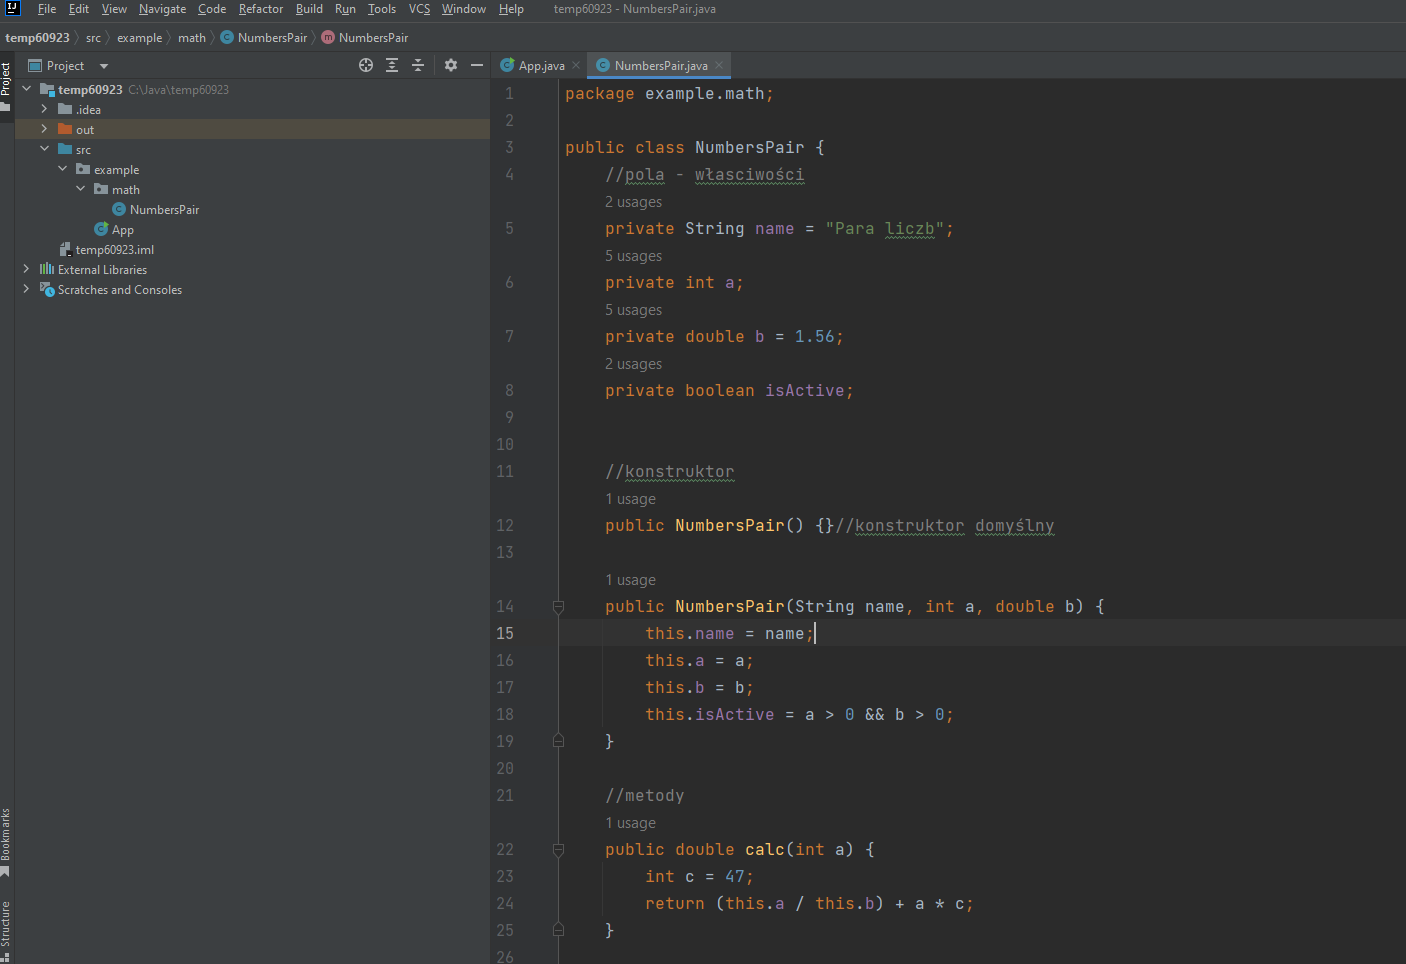 IJ File Edit View Navigate Code Refactor Build Run Tools VCS Window Help temp60923 - NumbersPair.java
temp60923 src example math C NumbersPair m NumbersPair
Project
Project
C App.java C NumbersPair.java
temp60923 C:\Java\temp60923
.idea
out
src
example
math
C NumbersPair
C App
temp60923.iml
External Libraries
Scratches and Consoles
Bookmarks
Structure
1 package example.math;
2
3 public class NumbersPair {
4 //pola - własciwości
2 usages
5 private String name = "Para liczb";
5 usages
6 private int a;
5 usages
7 private double b = 1.56;
2 usages
8 private boolean isActive;
9
10
11 //konstruktor
1 usage
12 public NumbersPair() {}//konstruktor domyślny
13
1 usage
14 public NumbersPair(String name, int a, double b) {
15 this.name = name;
16 this.a = a;
17 this.b = b;
18 this.isActive = a > 0 && b > 0;
19 }
20
21 //metody
1 usage
22 public double calc(int a) {
23 int c = 47;
24 return (this.a / this.b) + a * c;
25 }
26